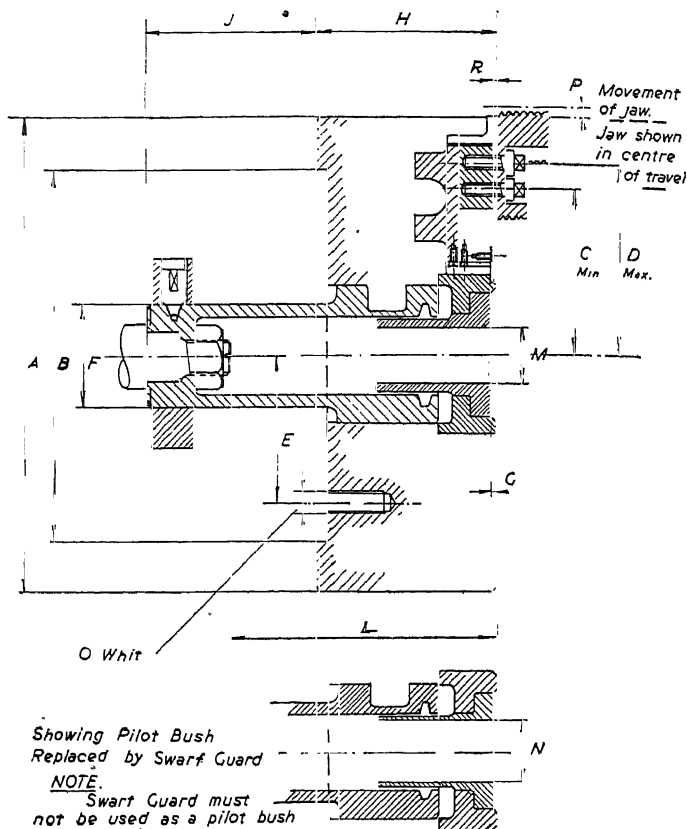 J
H
R
P
Movement
of jaw.
Jaw shown
in centre
of travel
C
Min
D
Max.
A
B
F
M
E
G
L
O Whit
N
Showing Pilot Bush
Replaced by Swarf Guard
NOTE.
Swarf Guard must
not be used as a pilot bush